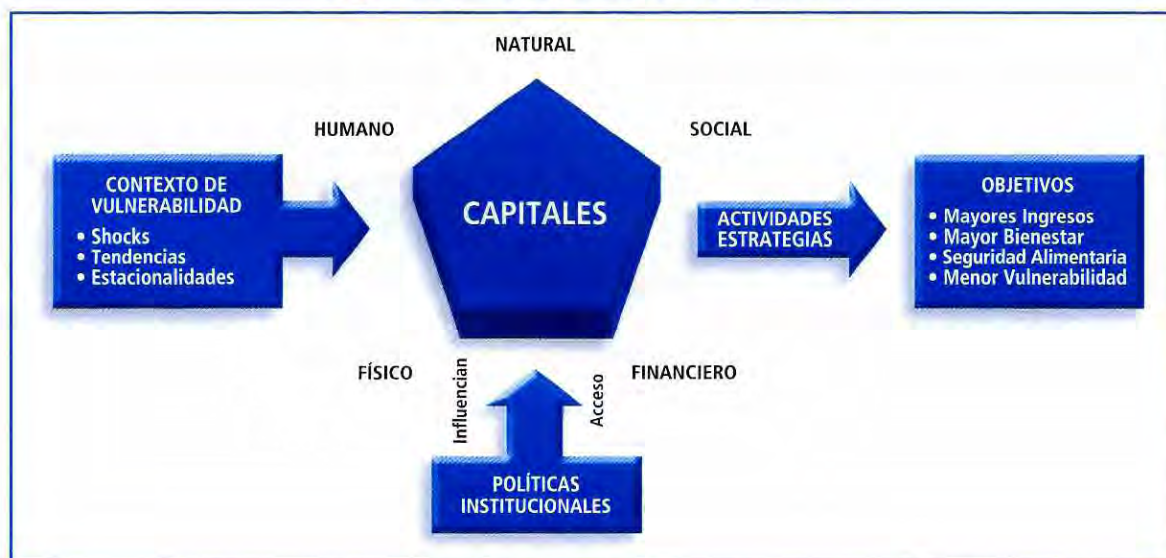 NATURAL
HUMANO
SOCIAL
CONTEXTO DE
VULNERABILIDAD
• Shocks
• Tendencias
• Estacionalidades
CAPITALES
ACTIVIDADES
ESTRATEGIAS
OBJETIVOS
• Mayores Ingresos
• Mayor Bienestar
• Seguridad Alimentaria
• Menor Vulnerabilidad
FÍSICO
Influencian
Acceso
FINANCIERO
POLÍTICAS
INSTITUCIONALES